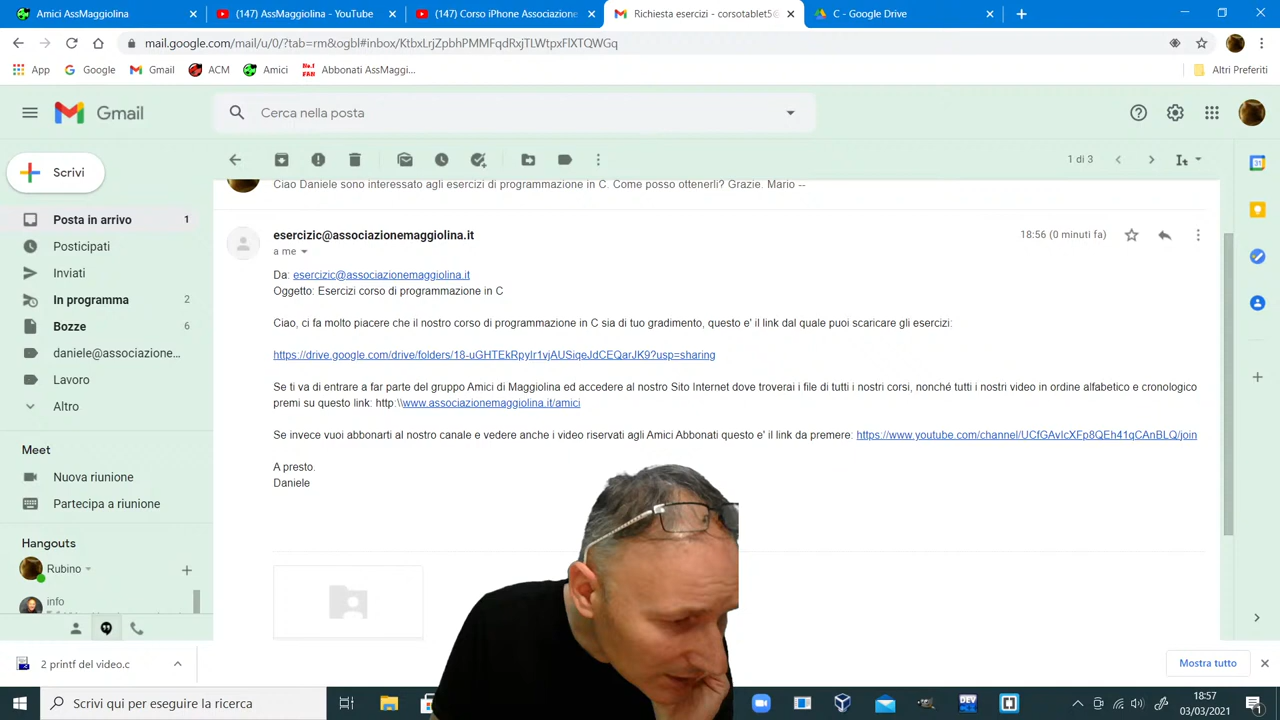 Amici AssMaggiolina
(147) AssMaggiolina - YouTube
(147) Corso iPhone Associazione
Richiesta esercizi - corsotablet5@
C - Google Drive
mail.google.com/mail/u/0/?tab=rm&ogbl#inbox/KtbxLrjZpbhPMMFqdRxjTLWtpxFlXTQWGq
App
Google
Gmail
ACM
Amici
Abbonati AssMaggi...
Altri Preferiti
Gmail
Cerca nella posta
Scrivi
1 di 3
Posta in arrivo 1
Posticipati
Inviati
In programma 2
Bozze 6
daniele@associazione...
Lavoro
Altro
Meet
Nuova riunione
Partecipa a riunione
Hangouts
Rubino
info
Ciao Daniele sono interessato agli esercizi di programmazione in C. Come posso ottenerli? Grazie. Mario --
esercizic@associazionemaggiolina.it
18:56 (0 minuti fa)
a me
Da: esercizic@associazionemaggiolina.it
Oggetto: Esercizi corso di programmazione in C
Ciao, ci fa molto piacere che il nostro corso di programmazione in C sia di tuo gradimento, questo e' il link dal quale puoi scaricare gli esercizi:
https://drive.google.com/drive/folders/18-uGHTEkRpyIr1vjAUSiqeJdCEQarJK9?usp=sharing
Se ti va di entrare a far parte del gruppo Amici di Maggiolina ed accedere al nostro Sito Internet dove troverai i file di tutti i nostri corsi, nonché tutti i nostri video in ordine alfabetico e cronologico
premi su questo link: http:\\www.associazionemaggiolina.it/amici
Se invece vuoi abbonarti al nostro canale e vedere anche i video riservati agli Amici Abbonati questo e' il link da premere: https://www.youtube.com/channel/UCfGAvIcXFp8QEh41qCAnBLQ/join
A presto.
Daniele
2 printf del video.c
Mostra tutto
Scrivi qui per eseguire la ricerca
DEV
18:57
03/03/2021
1